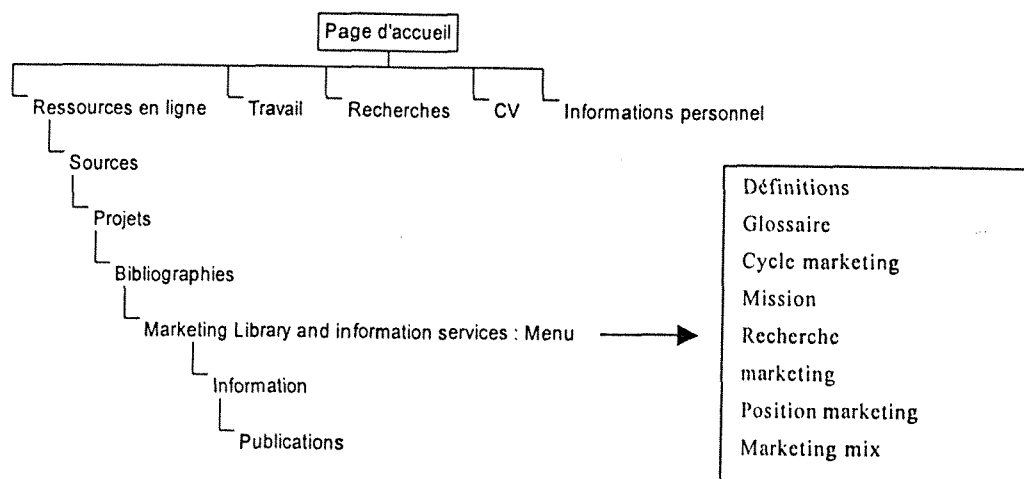 Page d'accueil
Ressources en ligne
Travail
Recherches
CV
Informations personnel
Sources
Projets
Bibliographies
Marketing Library and information services : Menu
Information
Publications
Définitions
Glossaire
Cycle marketing
Mission
Recherche
marketing
Position marketing
Marketing mix